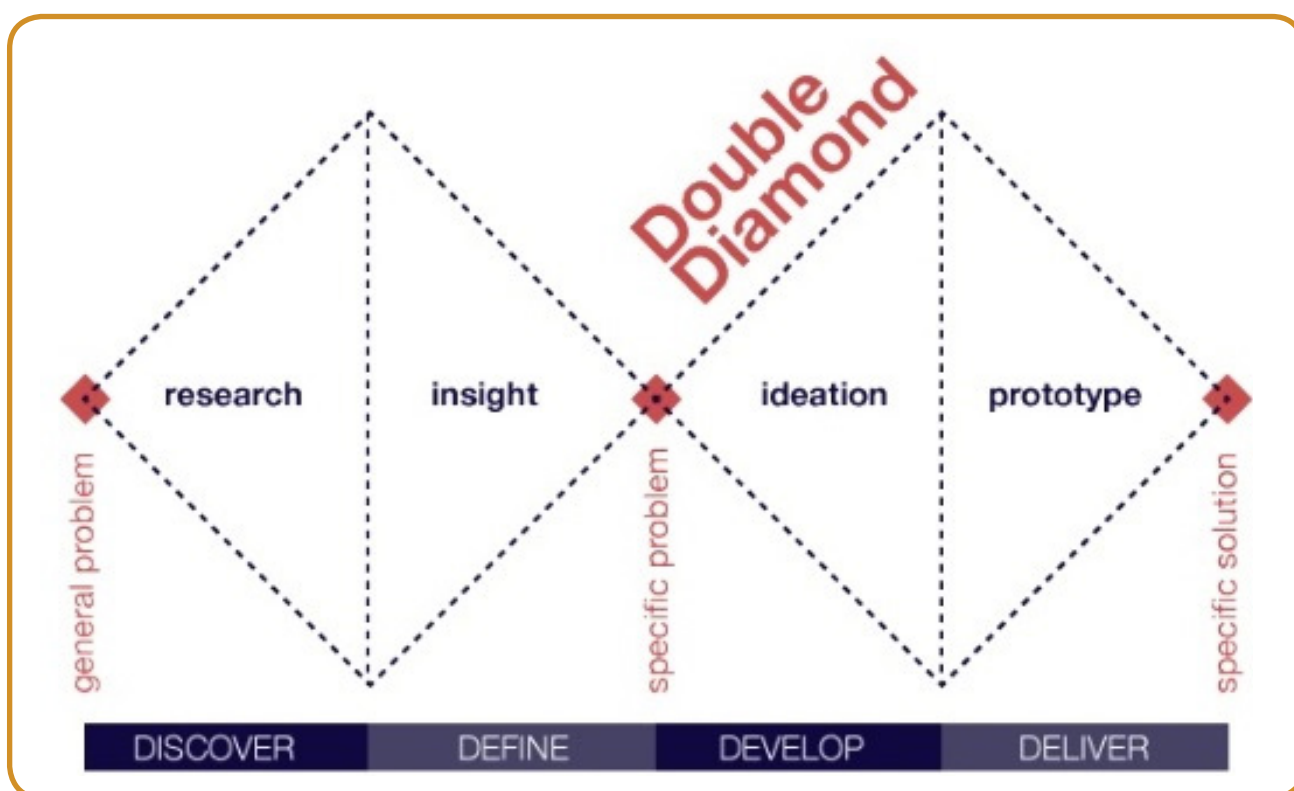 Double
Diamond
research insight ideation prototype
general problem
specific problem
specific solution
DISCOVER DEFINE DEVELOP DELIVER